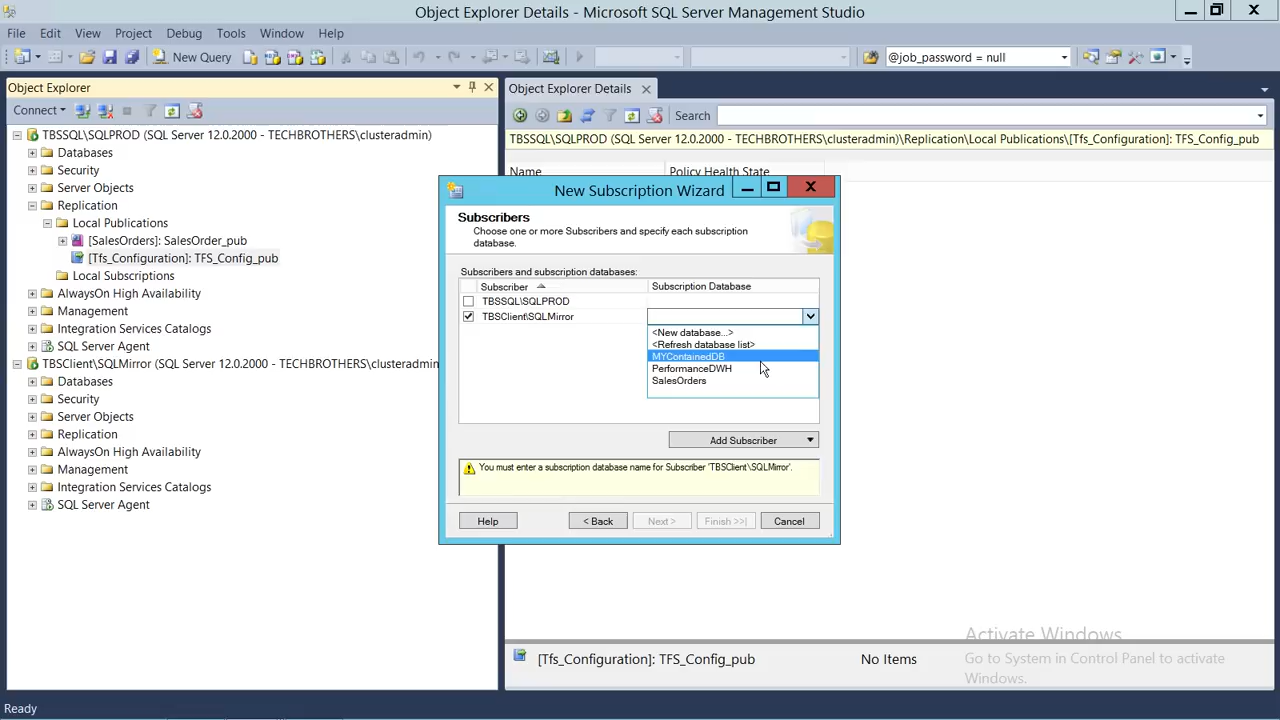 Object Explorer Details - Microsoft SQL Server Management Studio
File Edit View Project Debug Tools Window Help
New Query
@job_password = null
Object Explorer
Connect
TBSSQL\SQLPROD (SQL Server 12.0.2000 - TECHBROTHERS\clusteradmin)
Databases
Security
Server Objects
Replication
Local Publications
[SalesOrders]: SalesOrder_pub
[Tfs_Configuration]: TFS_Config_pub
Local Subscriptions
AlwaysOn High Availability
Management
Integration Services Catalogs
SQL Server Agent
TBSClient\SQLMirror (SQL Server 12.0.2000 - TECHBROTHERS\clusteradmin
Databases
Security
Server Objects
Replication
AlwaysOn High Availability
Management
Integration Services Catalogs
SQL Server Agent
Object Explorer Details
Search
TBSSQL\SQLPROD (SQL Server 12.0.2000 - TECHBROTHERS\clusteradmin)\Replication\Local Publications\[Tfs_Configuration]: TFS_Config_pub
Name Policy Health State
New Subscription Wizard
Subscribers
Choose one or more Subscribers and specify each subscription
database.
Subscribers and subscription databases:
Subscriber Subscription Database
TBSSQL\SQLPROD
TBSClient\SQLMirror
<New database...>
<Refresh database list>
MYContainedDB
PerformanceDWH
SalesOrders
Add Subscriber
You must enter a subscription database name for Subscriber 'TBSClient\SQLMirror'.
Help < Back Next > Finish >>| Cancel
Activate Windows
Go to System in Control Panel to activate
Windows.
[Tfs_Configuration]: TFS_Config_pub No Items
Ready